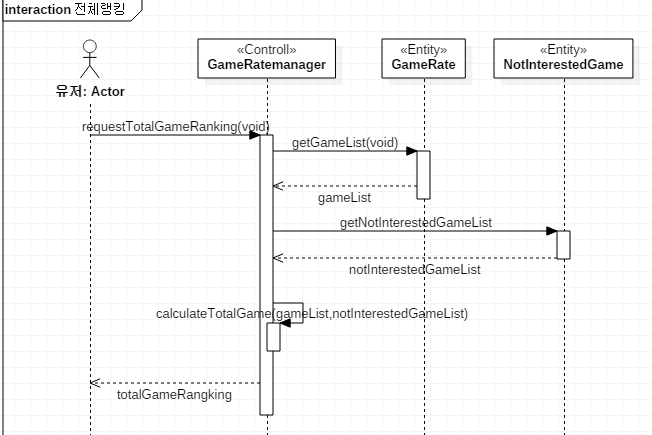 interaction 전체랭킹
«Controll»
GameRatemanager
«Entity»
GameRate
«Entity»
NotInterestedGame
유저: Actor
requestTotalGameRanking(void)
getGameList(void)
gameList
getNotInterestedGameList
notInterestedGameList
calculateTotalGame(gameList,notInterestedGameList)
totalGameRangking